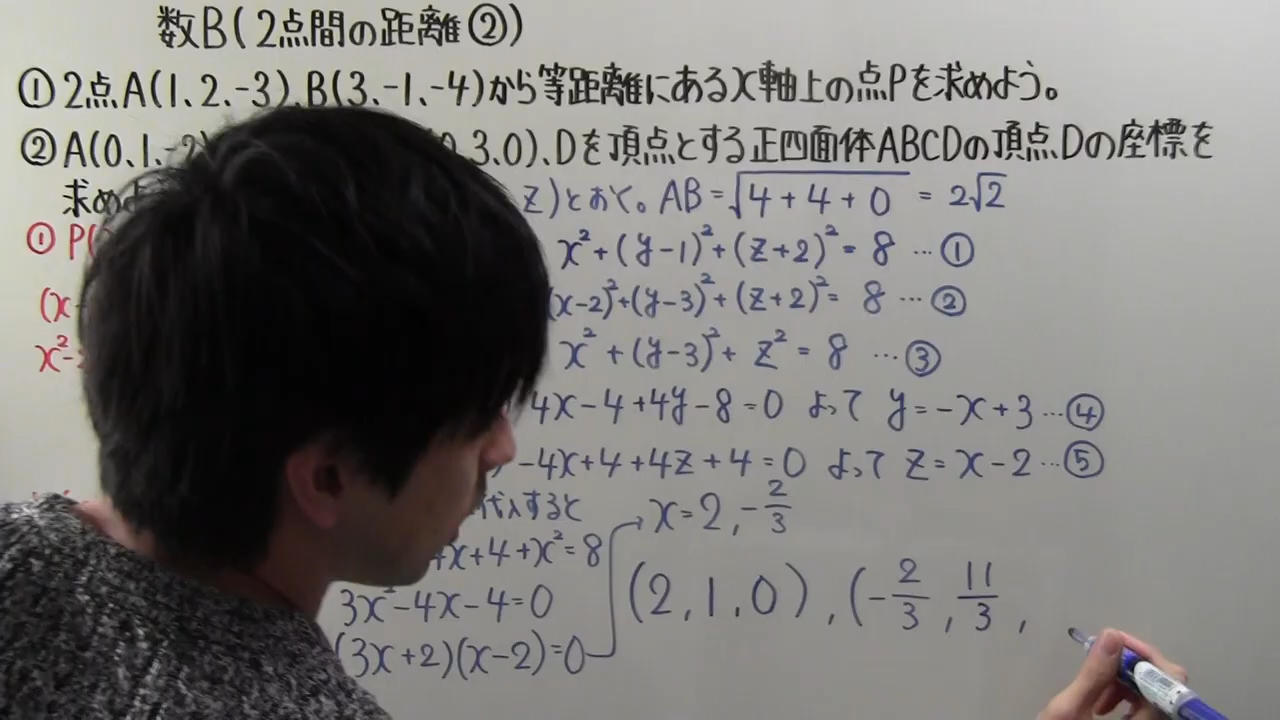 数B(2点間の距離②)
①2点A(1、2、-3)、B(3、-1、-4)から等距離にあるx軸上の点Pを求めよう。
②A(0、1、-2) 0、3、0)、Dを頂点とする正四面体ABCDの頂点Dの座標を
求め z)とおく。AB=√4+4+0 = 2√2
① P( x²+(y-1)²+(z+2)²=8 … ①
(x (x-2)²+(y-3)²+(z+2)²= 8 … ②
x²- x²+(y-3)²+ z²=8 … ③
4x-4+4y-8=0 よって y=-x+3…④
-4x+4+4z+4=0 よって z=x-2…⑤
代入すると x=2,-2/3
x+4+x²=8
3x²-4x-4=0 (2,1,0),(-2/3,11/3,
(3x+2)(x-2)=0